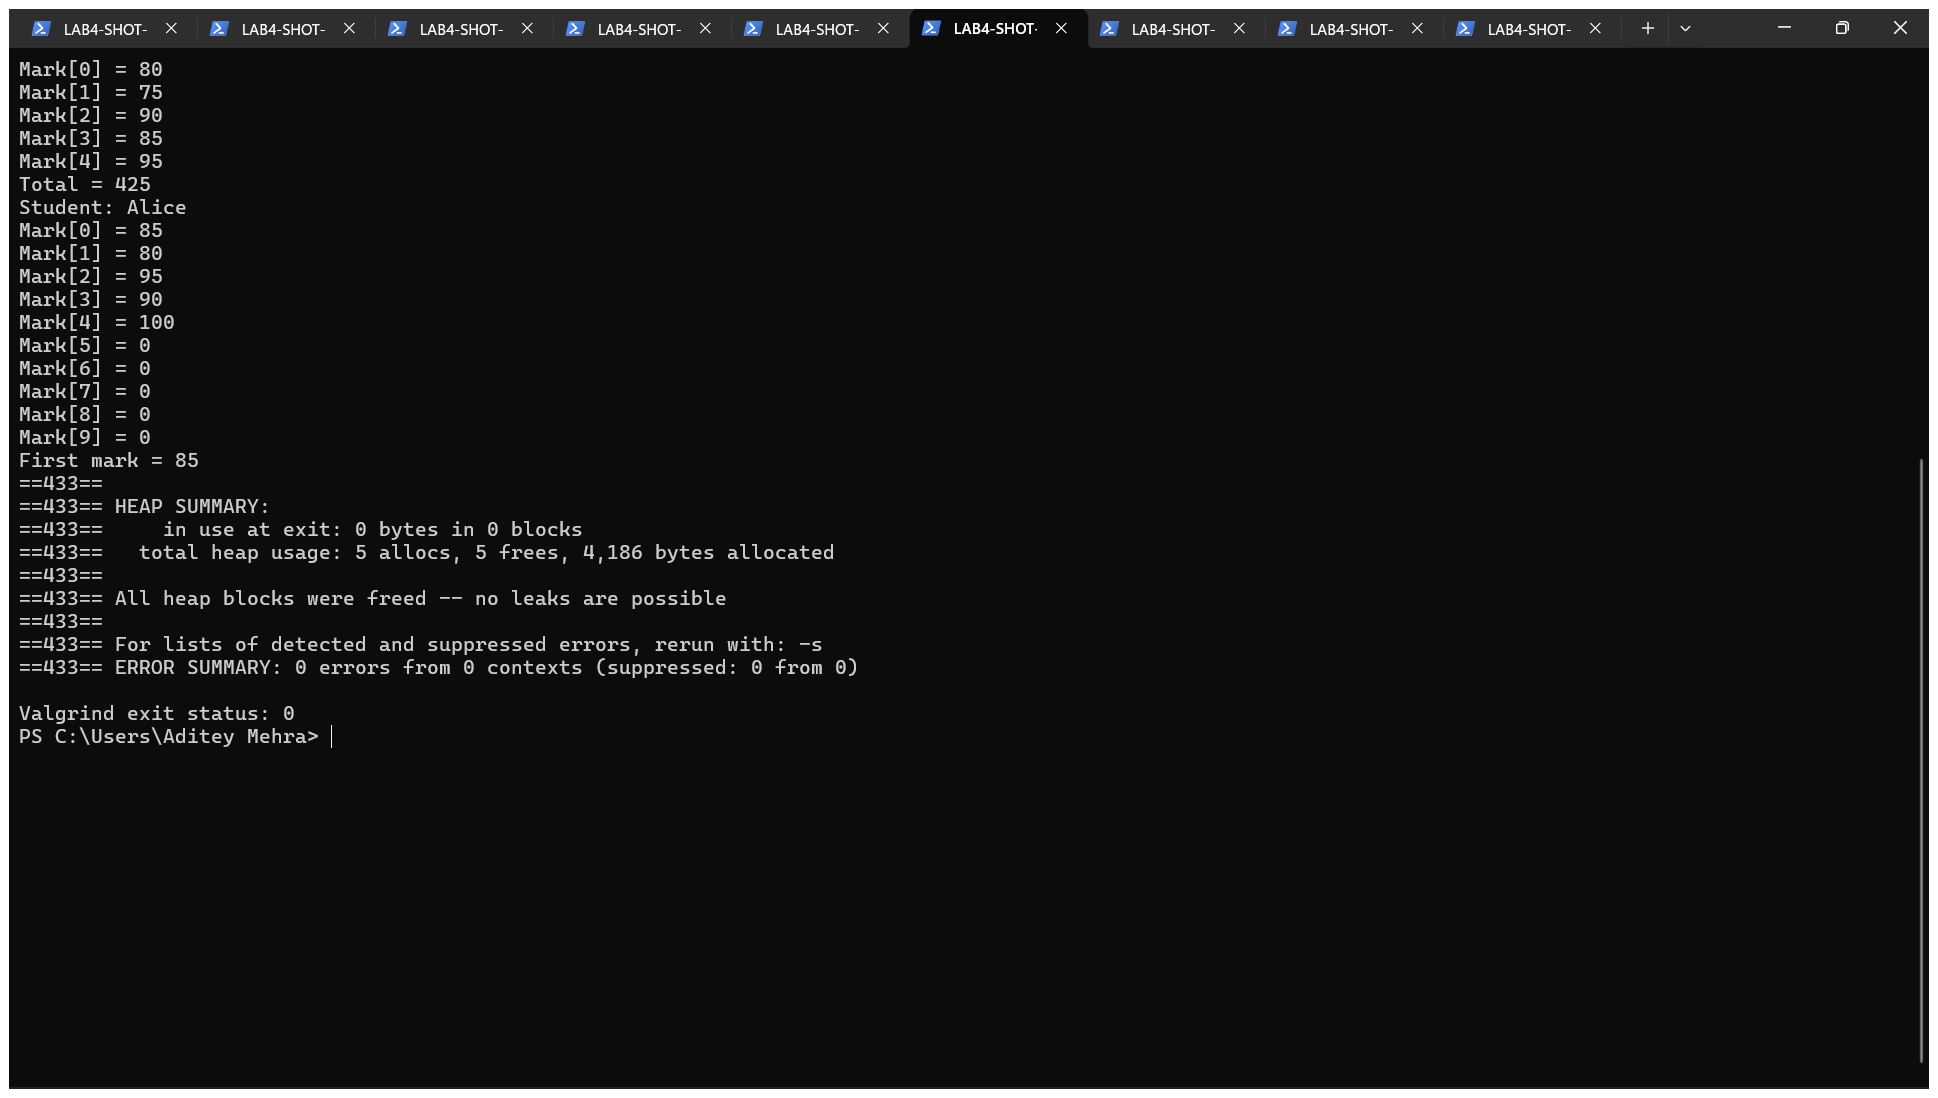 LAB4-SHOT- LAB4-SHOT- LAB4-SHOT- LAB4-SHOT- LAB4-SHOT- LAB4-SHOT- LAB4-SHOT- LAB4-SHOT- LAB4-SHOT-
Mark[0] = 80
Mark[1] = 75
Mark[2] = 90
Mark[3] = 85
Mark[4] = 95
Total = 425
Student: Alice
Mark[0] = 85
Mark[1] = 80
Mark[2] = 95
Mark[3] = 90
Mark[4] = 100
Mark[5] = 0
Mark[6] = 0
Mark[7] = 0
Mark[8] = 0
Mark[9] = 0
First mark = 85
==433==
==433== HEAP SUMMARY:
==433==     in use at exit: 0 bytes in 0 blocks
==433==   total heap usage: 5 allocs, 5 frees, 4,186 bytes allocated
==433==
==433== All heap blocks were freed -- no leaks are possible
==433==
==433== For lists of detected and suppressed errors, rerun with: -s
==433== ERROR SUMMARY: 0 errors from 0 contexts (suppressed: 0 from 0)
Valgrind exit status: 0
PS C:\Users\Aditey Mehra>